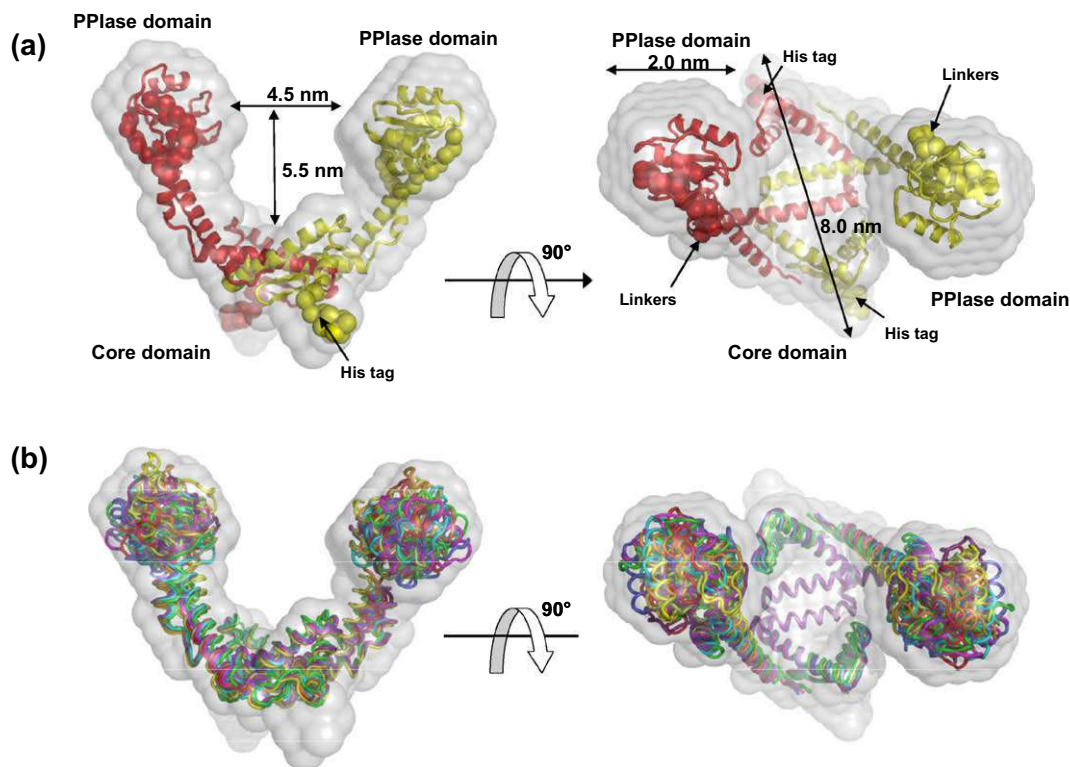 (a)
PPIase domain
PPIase domain
4.5 nm
5.5 nm
Core domain
His tag
90°
PPIase domain
2.0 nm
His tag
Linkers
8.0 nm
Linkers
PPIase domain
His tag
Core domain
(b)
90°